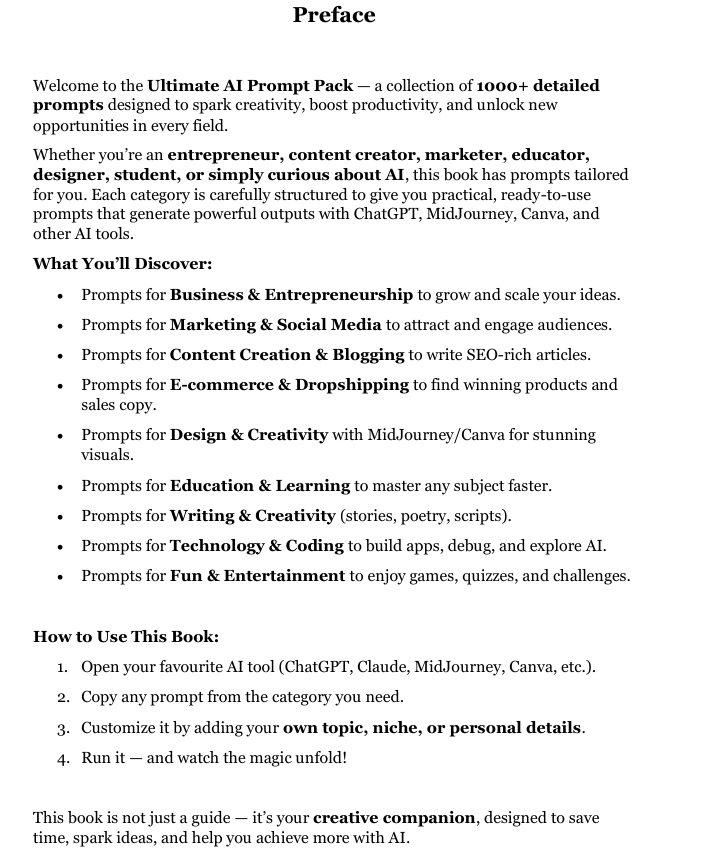 Preface
Welcome to the Ultimate AI Prompt Pack — a collection of 1000+ detailed
prompts designed to spark creativity, boost productivity, and unlock new
opportunities in every field.
Whether you’re an entrepreneur, content creator, marketer, educator,
designer, student, or simply curious about AI, this book has prompts tailored
for you. Each category is carefully structured to give you practical, ready-to-use
prompts that generate powerful outputs with ChatGPT, MidJourney, Canva, and
other AI tools.
What You’ll Discover:
• Prompts for Business & Entrepreneurship to grow and scale your ideas.
• Prompts for Marketing & Social Media to attract and engage audiences.
• Prompts for Content Creation & Blogging to write SEO-rich articles.
• Prompts for E-commerce & Dropshipping to find winning products and
sales copy.
• Prompts for Design & Creativity with MidJourney/Canva for stunning
visuals.
• Prompts for Education & Learning to master any subject faster.
• Prompts for Writing & Creativity (stories, poetry, scripts).
• Prompts for Technology & Coding to build apps, debug, and explore AI.
• Prompts for Fun & Entertainment to enjoy games, quizzes, and challenges.
How to Use This Book:
1. Open your favourite AI tool (ChatGPT, Claude, MidJourney, Canva, etc.).
2. Copy any prompt from the category you need.
3. Customize it by adding your own topic, niche, or personal details.
4. Run it — and watch the magic unfold!
This book is not just a guide — it’s your creative companion, designed to save
time, spark ideas, and help you achieve more with AI.